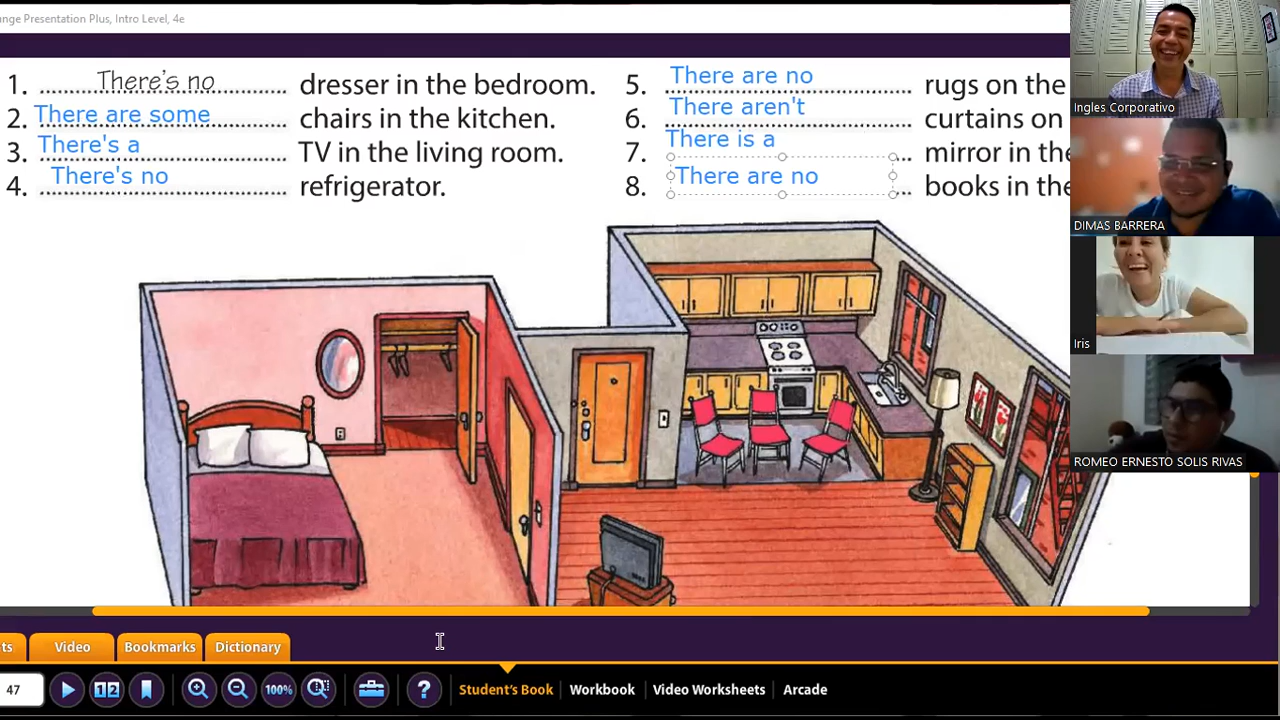 ange Presentation Plus, Intro Level, 4e
1. There's no dresser in the bedroom.
2. There are some chairs in the kitchen.
3. There's a TV in the living room.
4. There's no refrigerator.
5. There are no rugs on the
6. There aren't curtains on
7. There is a mirror in the
8. There are no books in the
Ingles Corporativo
DIMAS BARRERA
Iris
ROMEO ERNESTO SOLIS RIVAS
ts Video Bookmarks Dictionary
47 1 2 100% ? Student's Book Workbook Video Worksheets Arcade